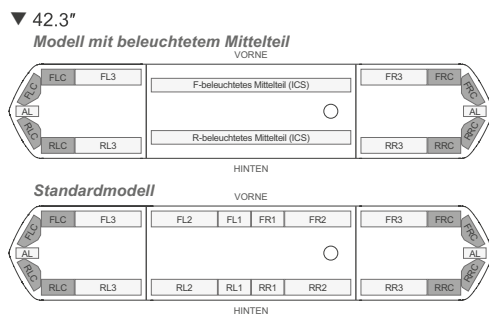 ▼ 42.3″
Modell mit beleuchtetem Mittelteil
VORNE
FLC FLC FL3 F-beleuchtetes Mittelteil (ICS) FR3 FRC FRC
AL AL
RLC RLC RL3 R-beleuchtetes Mittelteil (ICS) RR3 RRC RRC
HINTEN
Standardmodell
VORNE
FLC FLC FL3 FL2 FL1 FR1 FR2 FR3 FRC FRC
AL AL
RLC RLC RL3 RL2 RL1 RR1 RR2 RR3 RRC RRC
HINTEN